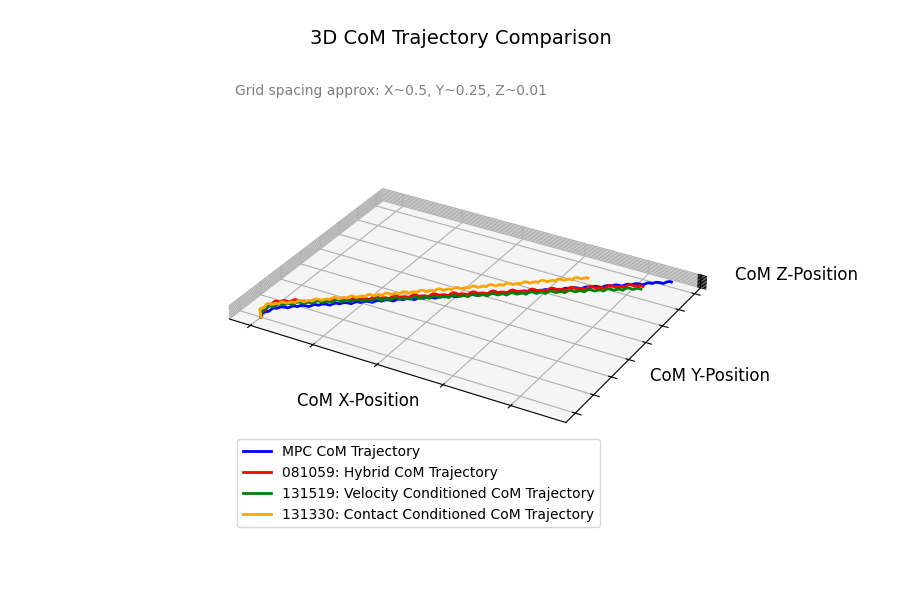 3D CoM Trajectory Comparison
Grid spacing approx: X~0.5, Y~0.25, Z~0.01
CoM Z-Position
CoM Y-Position
CoM X-Position
MPC CoM Trajectory
081059: Hybrid CoM Trajectory
131519: Velocity Conditioned CoM Trajectory
131330: Contact Conditioned CoM Trajectory